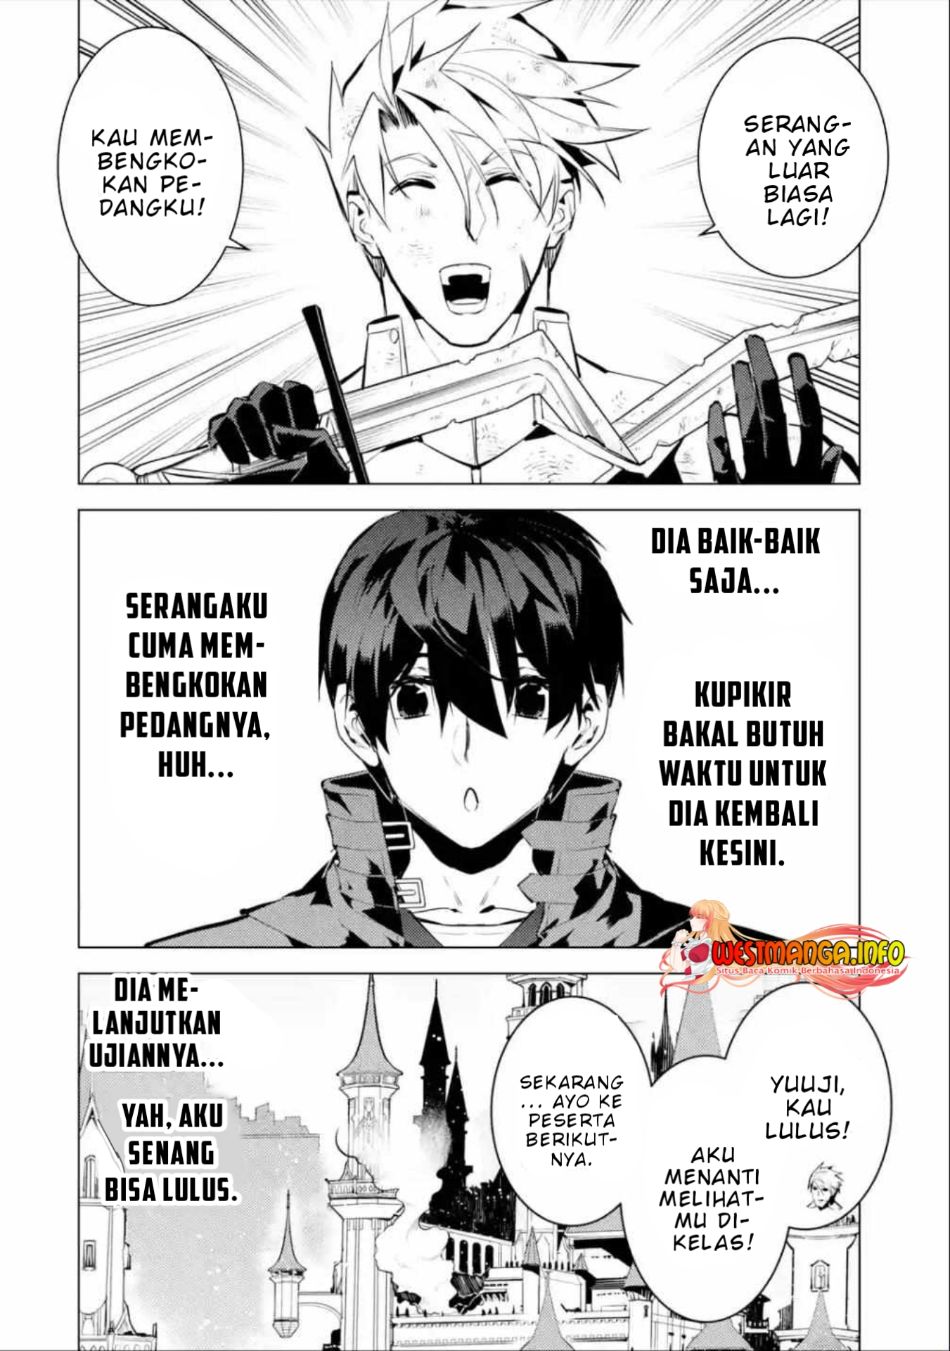 SERANG-
AN YANG
LUAR
BIASA
LAGI!
KAU MEM-
BENGKO-
KAN PE-
DANGKU!
DIA BAIK-BAIK
SAJA...
KUPIKIR
BAKAL BUTUH
WAKTU UNTUK
DIA KEMBALI
KESINI.
SERANGAKU
CUMA MEM-
BENGKOKAN
PEDANGNYA,
HUH...
WESTMANGA.INFO
Situs Baca Komik Berbahasa Indonesia
YUUJI,
KAU
LULUS!
AKU
MENANTI
MELIHAT-
MU DI-
KELAS!
SEKARANG
... AYO KE
PESERTA
BERIKUT-
NYA.
DIA ME-
LANJUTKAN
UJIANNYA...
YAH, AKU
SENANG
BISA LULUS.